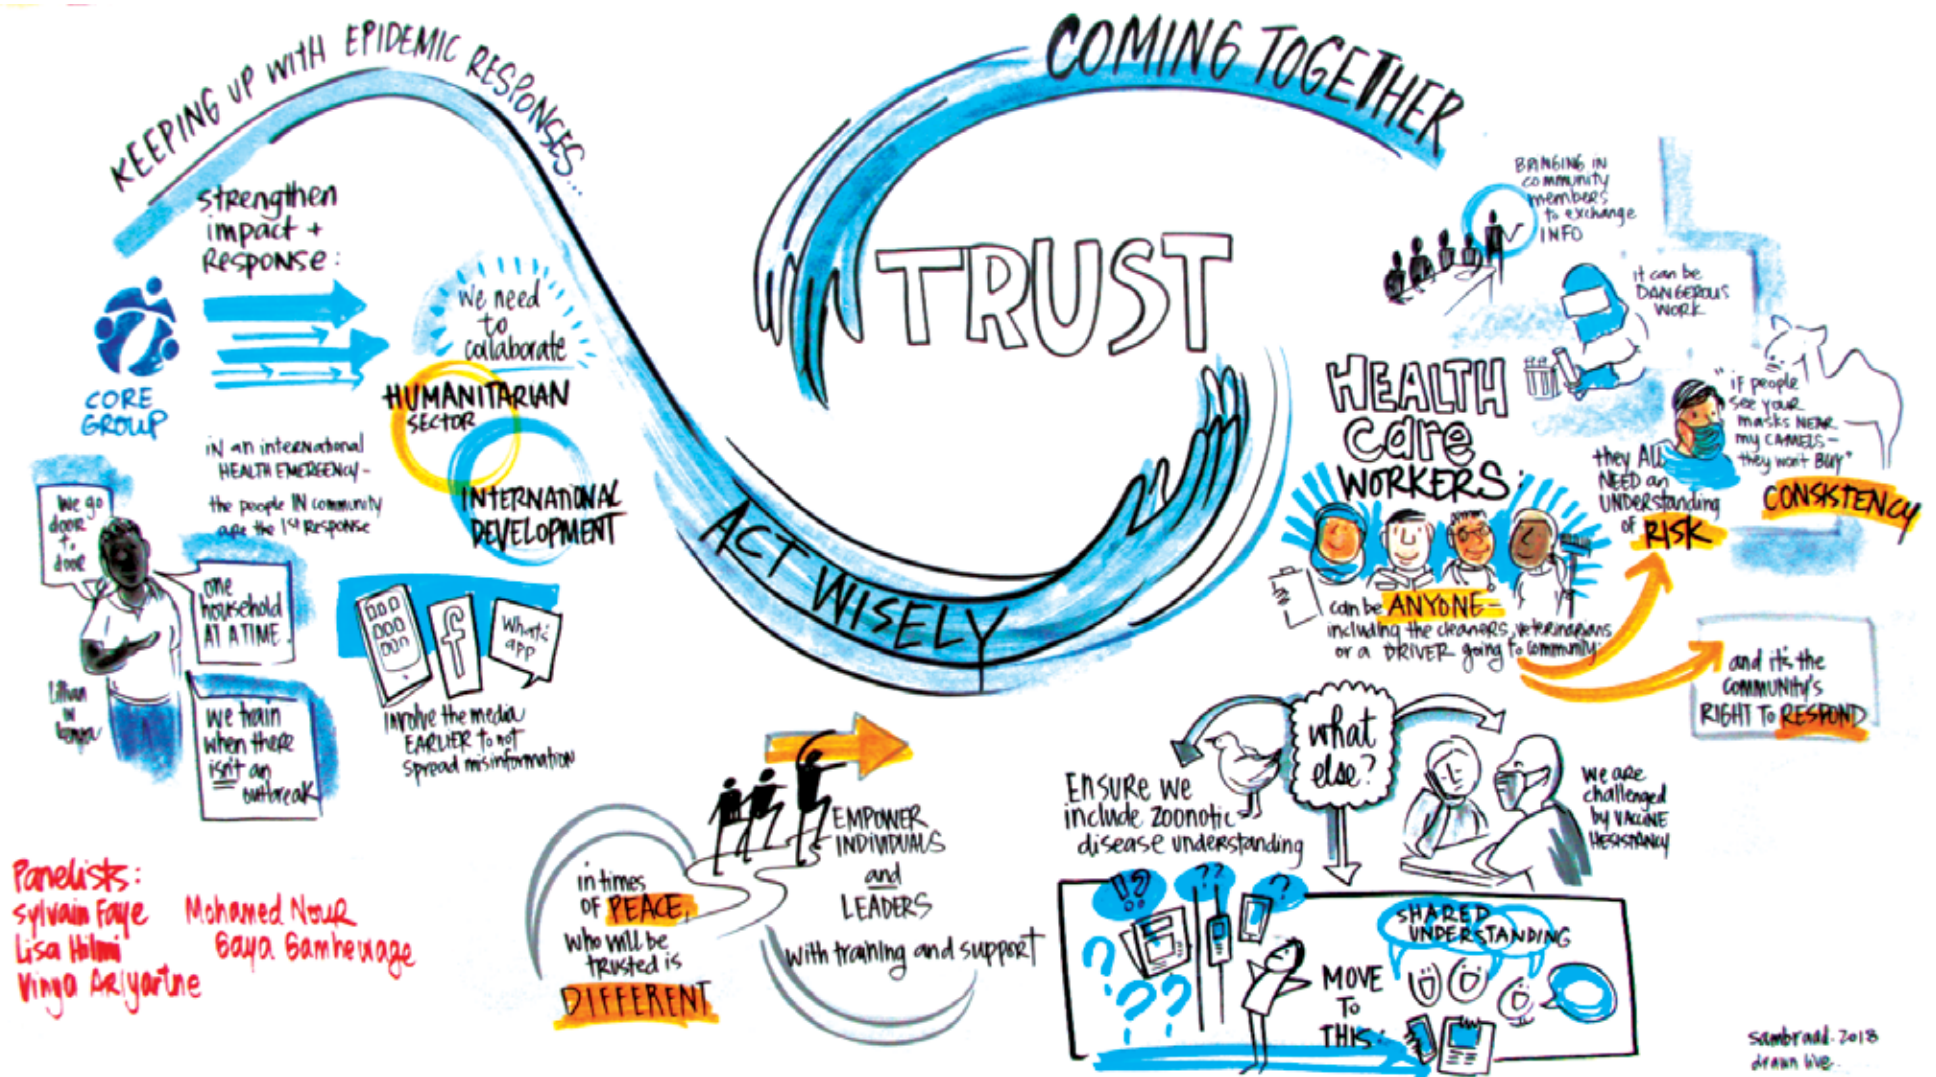 KEEPING UP WITH EPIDEMIC RESPONSES...
strengthen
impact +
Response:
CORE
GROUP
We need
to
collaborate
HUMANITARIAN
SECTOR
INTERNATIONAL
DEVELOPMENT
IN an international
HEALTH EMERGENCY-
the people IN community
are the 1st RESPONSE
We go
door
to
door
one
household
AT A TIME.
we train
when there
isn't an
outbreak
Lillian
in
kenya
f
What's
app
Involve the media
EARLIER to not
spread misinformation
Panelists:
Sylvain Faye
Lisa Hilmi
Vinya Ariyartne
Mohamed Nour
Gaya Gamhewage
COMING TOGETHER
TRUST
ACT WISELY
in times
OF PEACE,
who will be
trusted is
DIFFERENT
EMPOWER
INDIVIDUALS
and
LEADERS
with training and support
BRINGING IN
community
members
to exchange
INFO
it can be
DANGEROUS
WORK
HEALTH
Care
WORKERS:
can be ANYONE-
including the cleaners, veterinarians
or a DRIVER going to community
they All
NEED an
UNDERstanding
OF RISK
"if people
see your
masks NEAR
my CAMELS-
they won't BUY"
CONSISTENCY
and it's the
COMMUNITY'S
RIGHT to RESPOND
what
else?
Ensure we
include zoonotic
disease understanding
we are
challenged
by VACCINE
HESISTANCY
!?
??
?
?
??
MOVE
TO
THIS:
SHARED
UNDERSTANDING
sambradd.2018
drawn live.